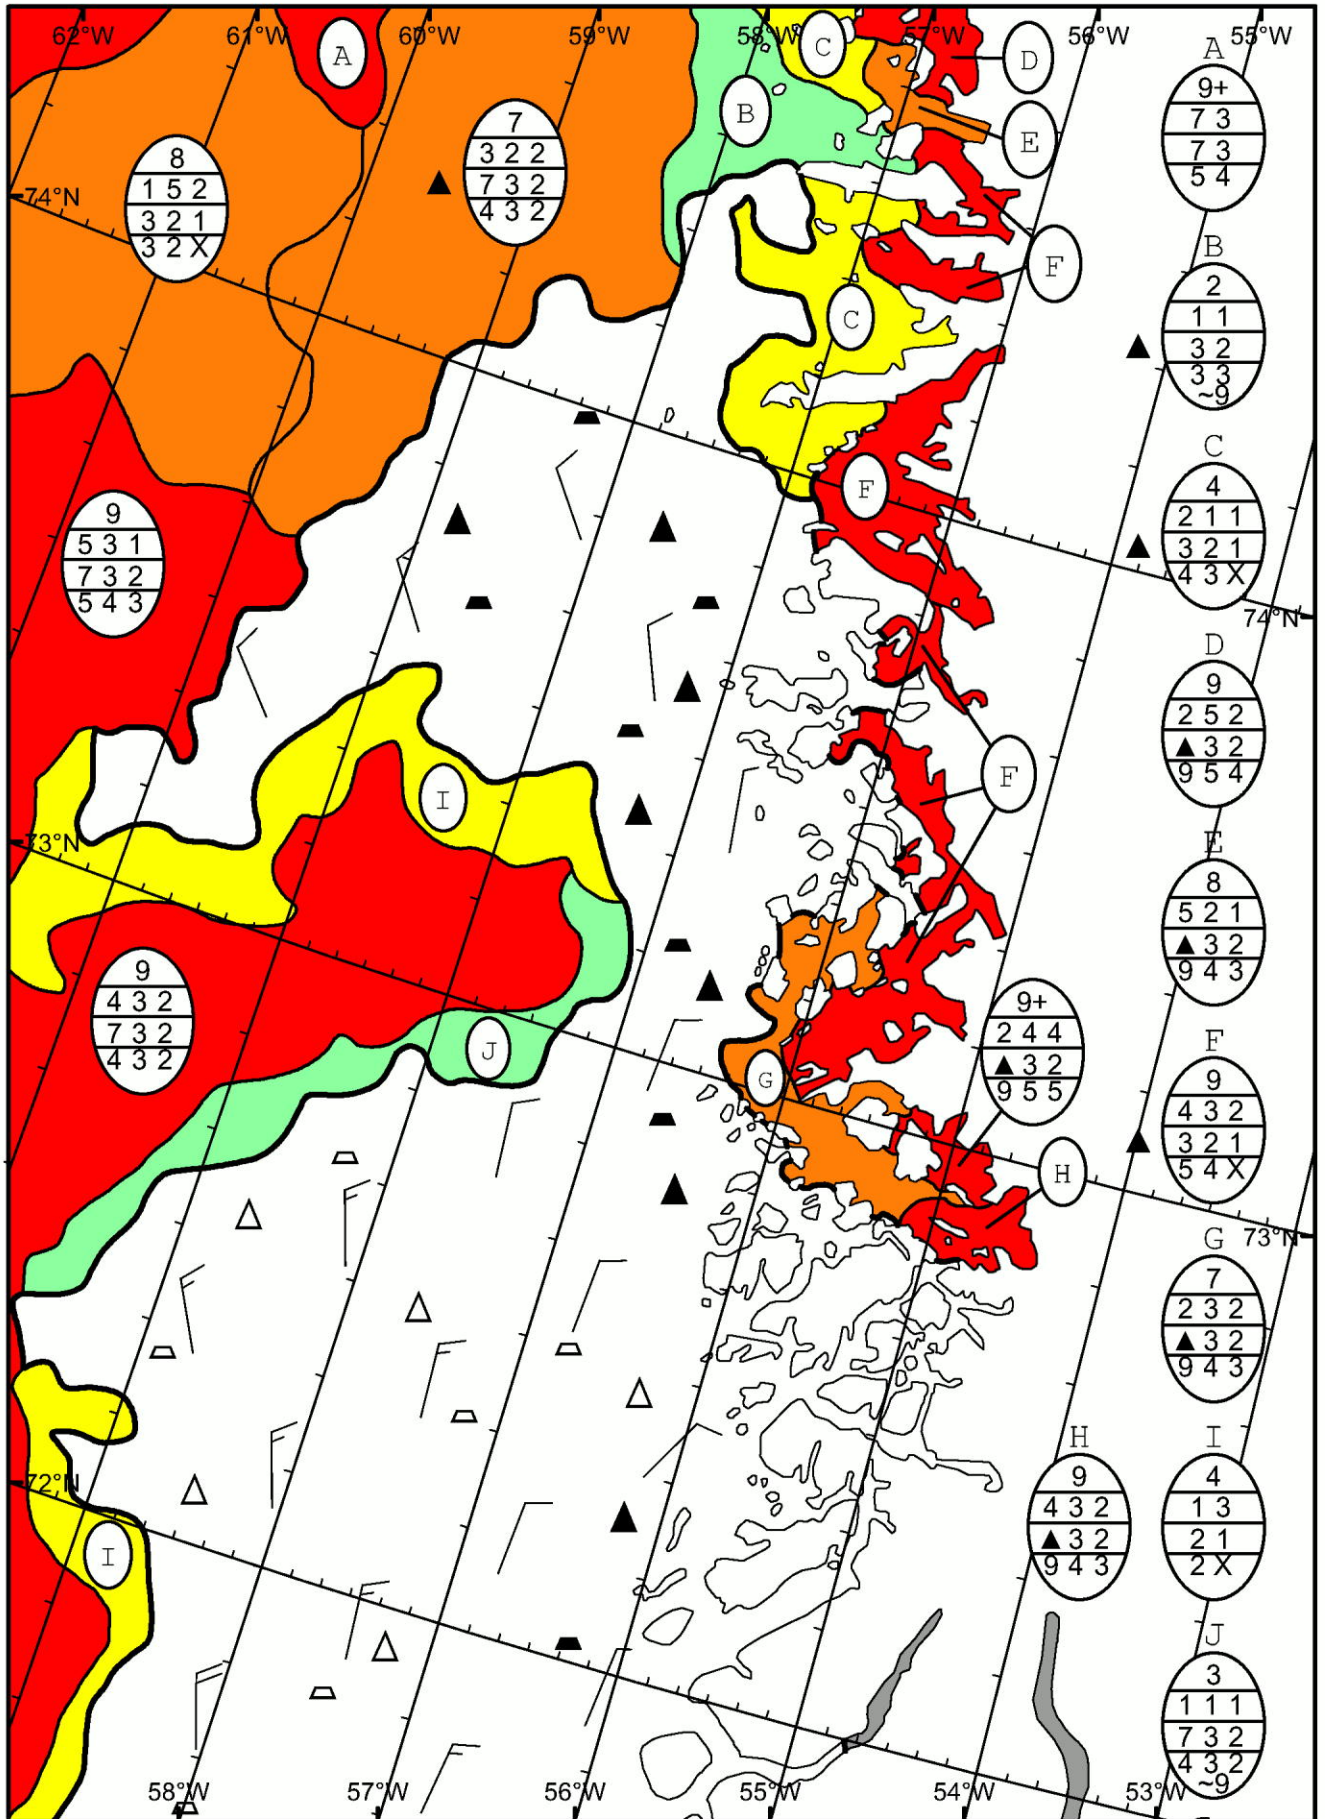 62°W 61°W 60°W 59°W 58°W 57°W 56°W 55°W
A
C
D
B
E
A
9+
7 3
7 3
5 4
7
3 2 2
▲ 7 3 2
4 3 2
8
1 5 2
3 2 1
3 2 X
74°N
F
B
2
1 1
▲ 3 2
3 3
~9
C
C
4
2 1 1
▲ 3 2 1
4 3 X
F
9
5 3 1
7 3 2
5 4 3
74°N
D
9
2 5 2
▲ 3 2
9 5 4
F
I
73°N
E
8
5 2 1
▲ 3 2
9 4 3
9
4 3 2
7 3 2
4 3 2
9+
2 4 4
▲ 3 2
9 5 5
J
G
F
9
4 3 2
▲ 3 2 1
5 4 X
H
73°N
G
7
2 3 2
▲ 3 2
9 4 3
72°N
H
9
4 3 2
▲ 3 2
9 4 3
I
4
1 3
2 1
2 X
I
J
3
1 1 1
7 3 2
4 3 2
~9
58°W 57°W 56°W 55°W 54°W 53°W